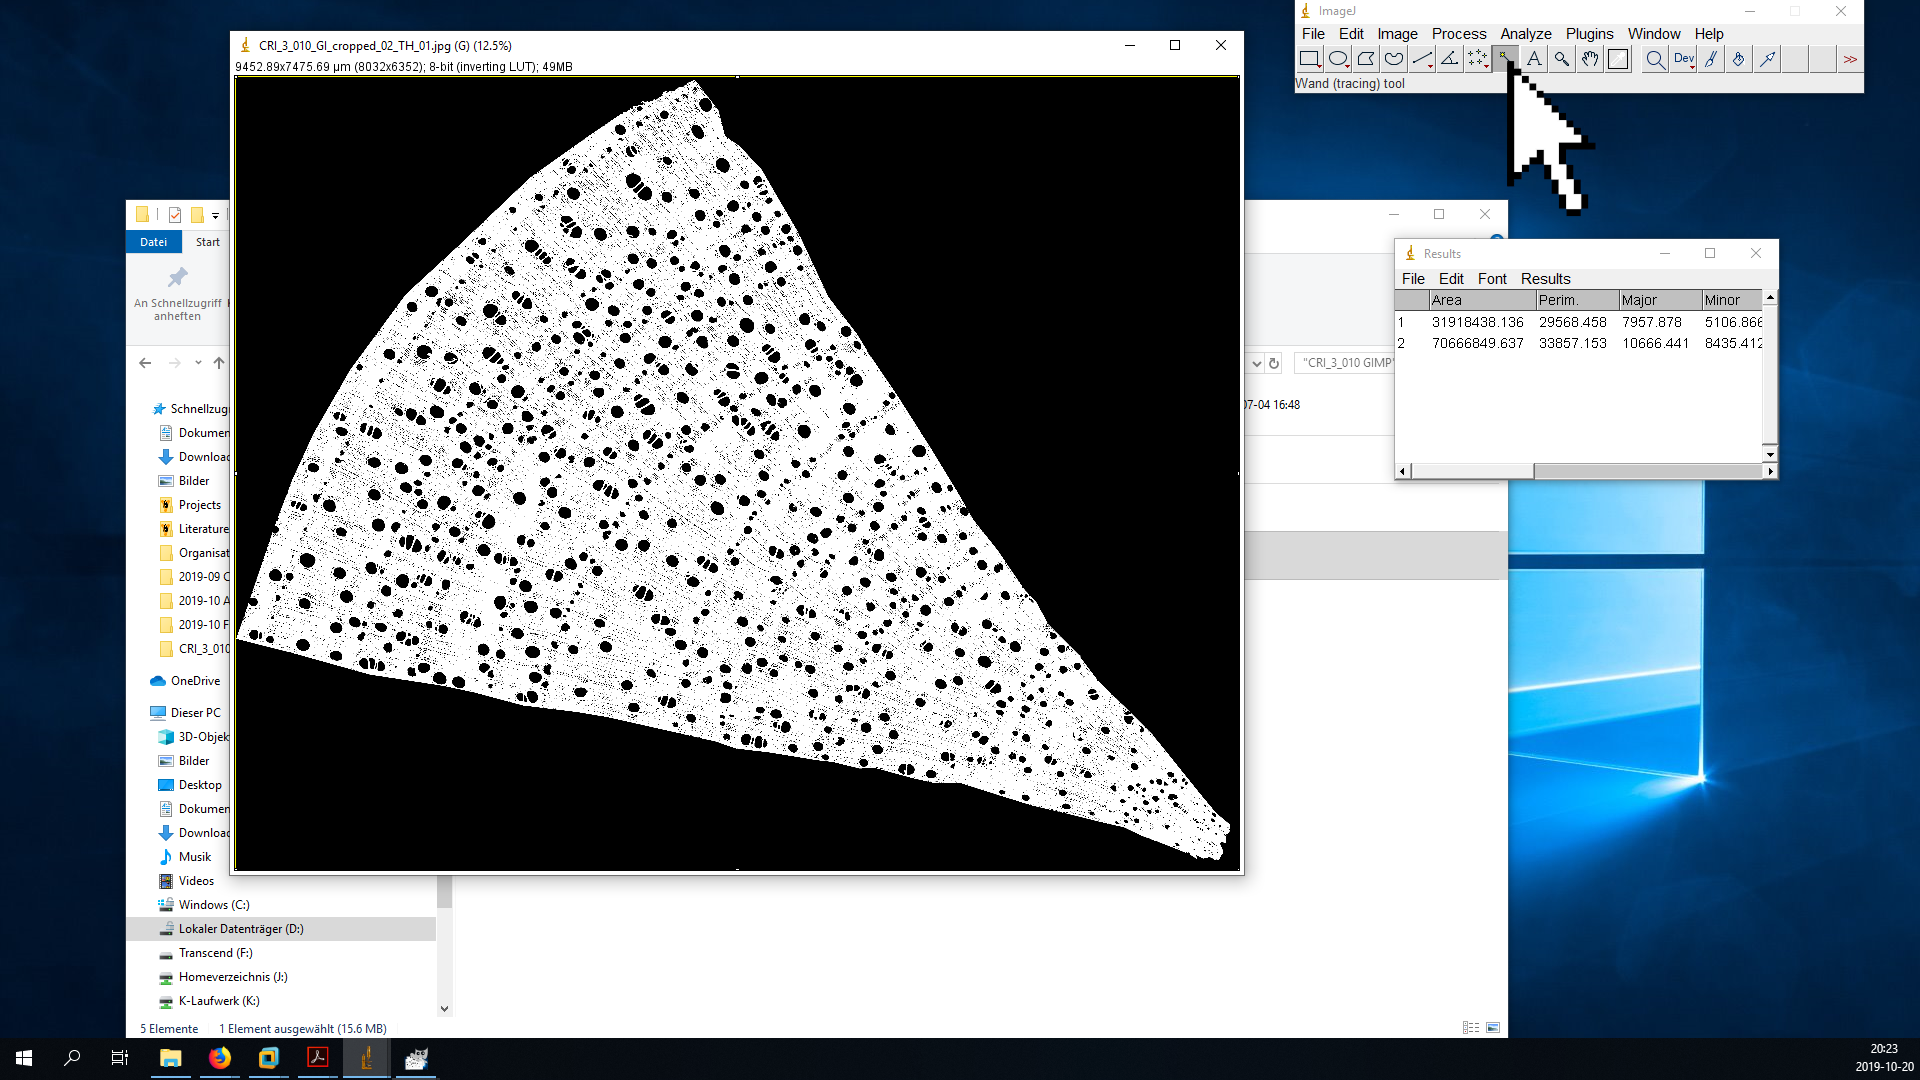 CRI_3_010_GI_cropped_02_TH_01.jpg (G) (12.5%)
9452.89x7475.69 µm (8032x6352); 8-bit (inverting LUT); 49MB
ImageJ
File Edit Image Process Analyze Plugins Window Help
A Dev >>
Wand (tracing) tool
Datei Start
An Schnellzugriff
anheften
"CRI_3_010 GIMP"
07-04 16:48
Results
File Edit Font Results
Area Perim. Major Minor
1 31918438.136 29568.458 7957.878 5106.866
2 70666849.637 33857.153 10666.441 8435.412
Schnellzug
Dokumen
Downloac
Bilder
Projects
Literature
Organisat
2019-09 C
2019-10 A
2019-10 F
CRI_3_010
OneDrive
Dieser PC
3D-Objek
Bilder
Desktop
Dokumen
Downloac
Musik
Videos
Windows (C:)
Lokaler Datenträger (D:)
Transcend (F:)
Homeverzeichnis (J:)
K-Laufwerk (K:)
5 Elemente 1 Element ausgewählt (15.6 MB)
20:23
2019-10-20